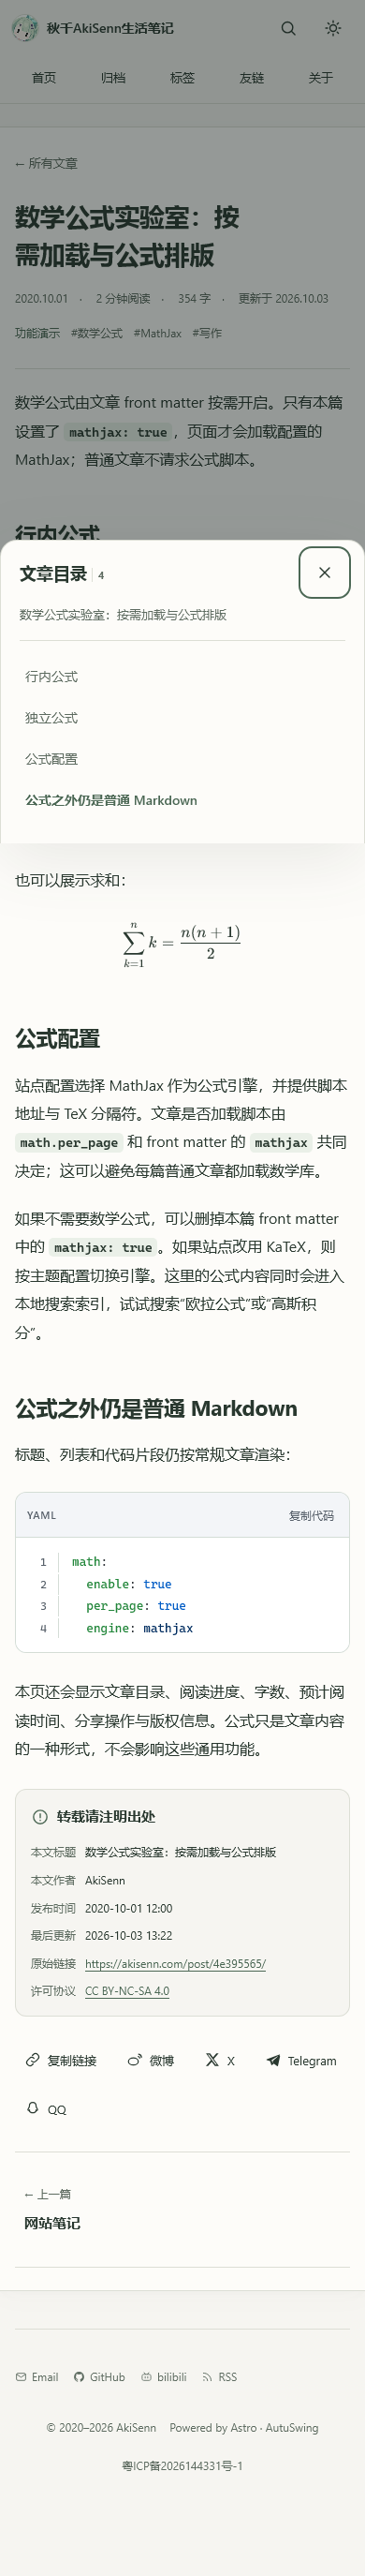 秋千AkiSenn生活笔记
首页 归档 标签 友链 关于
← 所有文章
数学公式实验室：按
需加载与公式排版
2020.10.01 · 2 分钟阅读 · 354 字 · 更新于 2026.10.03
功能演示 #数学公式 #MathJax #写作
数学公式由文章 front matter 按需开启。只有本篇
设置了 mathjax: true，页面才会加载配置的
MathJax；普通文章不请求公式脚本。
行内公式
文章目录 4
数学公式实验室：按需加载与公式排版
行内公式
独立公式
公式配置
公式之外仍是普通 Markdown
也可以展示求和：
\sum_{k=1}^{n} k = \frac{n(n+1)}{2}
公式配置
站点配置选择 MathJax 作为公式引擎，并提供脚本
地址与 TeX 分隔符。文章是否加载脚本由
math.per_page 和 front matter 的 mathjax 共同
决定；这可以避免每篇普通文章都加载数学库。
如果不需要数学公式，可以删掉本篇 front matter
中的 mathjax: true。如果站点改用 KaTeX，则
按主题配置切换引擎。这里的公式内容同时会进入
本地搜索索引，试试搜索“欧拉公式”或“高斯积
分”。
公式之外仍是普通 Markdown
标题、列表和代码片段仍按常规文章渲染：
YAML 复制代码
1 math:
2 enable: true
3 per_page: true
4 engine: mathjax
本页还会显示文章目录、阅读进度、字数、预计阅
读时间、分享操作与版权信息。公式只是文章内容
的一种形式，不会影响这些通用功能。
转载请注明出处
本文标题 数学公式实验室：按需加载与公式排版
本文作者 AkiSenn
发布时间 2020-10-01 12:00
最后更新 2026-10-03 13:22
原始链接 https://akisenn.com/post/4e395565/
许可协议 CC BY-NC-SA 4.0
复制链接 微博 X Telegram
QQ
← 上一篇
网站笔记
Email GitHub bilibili RSS
© 2020–2026 AkiSenn Powered by Astro · AutuSwing
粤ICP备2026144331号-1